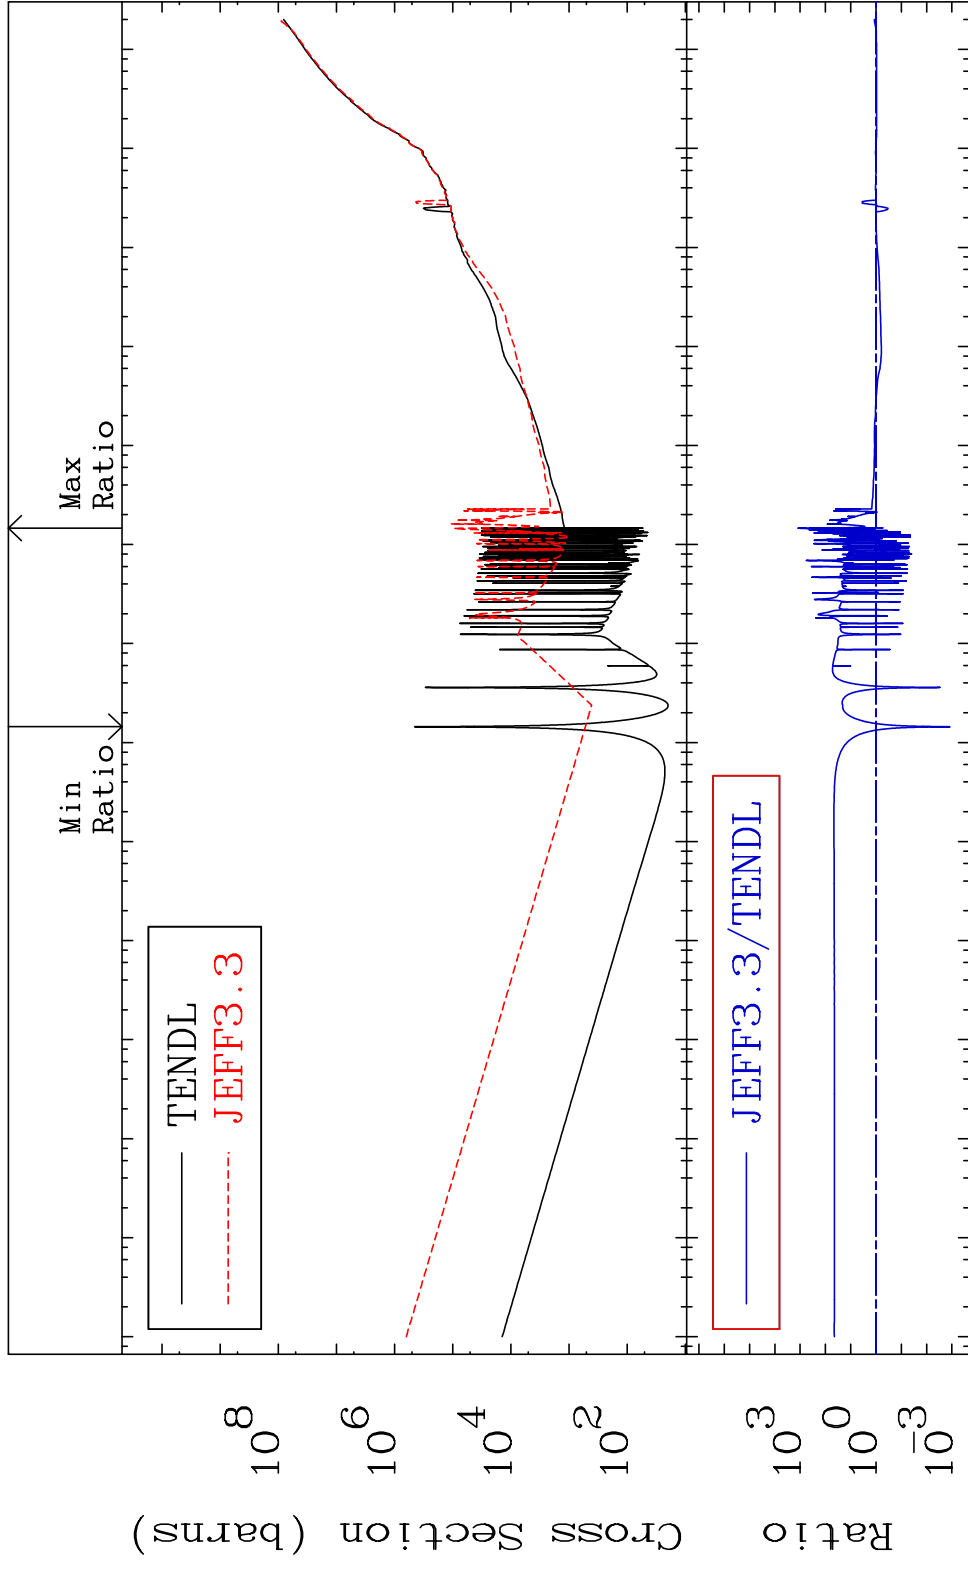 Min
Ratio
Max
Ratio
TENDL
JEFF3.3
Cross Section (barns)
10^8
10^6
10^4
10^2
JEFF3.3/TENDL
Ratio
10^3
10^0
10^-3